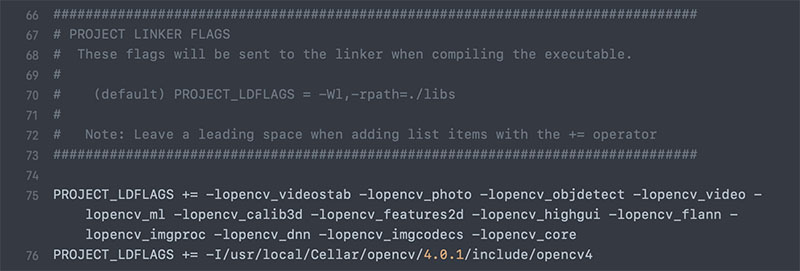 66 ################################################################################
67 # PROJECT LINKER FLAGS
68 #  These flags will be sent to the linker when compiling the executable.
69 #
70 #    (default) PROJECT_LDFLAGS = -Wl,-rpath=./libs
71 #
72 #   Note: Leave a leading space when adding list items with the += operator
73 ################################################################################
74
75 PROJECT_LDFLAGS += -lopencv_videostab -lopencv_photo -lopencv_objdetect -lopencv_video -
lopencv_ml -lopencv_calib3d -lopencv_features2d -lopencv_highgui -lopencv_flann -
lopencv_imgproc -lopencv_dnn -lopencv_imgcodecs -lopencv_core
76 PROJECT_LDFLAGS += -I/usr/local/Cellar/opencv/4.0.1/include/opencv4